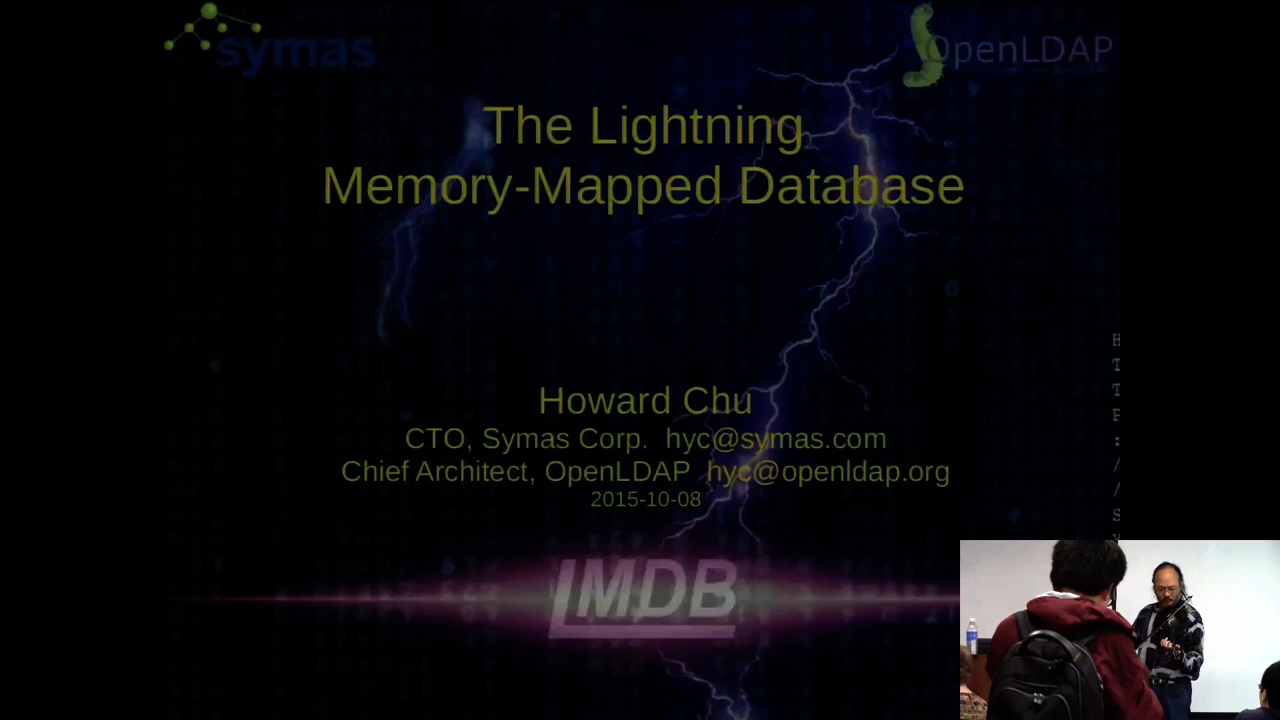 symas
OpenLDAP
The Lightning
Memory-Mapped Database
Howard Chu
CTO, Symas Corp. hyc@symas.com
Chief Architect, OpenLDAP hyc@openldap.org
2015-10-08
H
T
T
P
:
/
/
S
LMDB